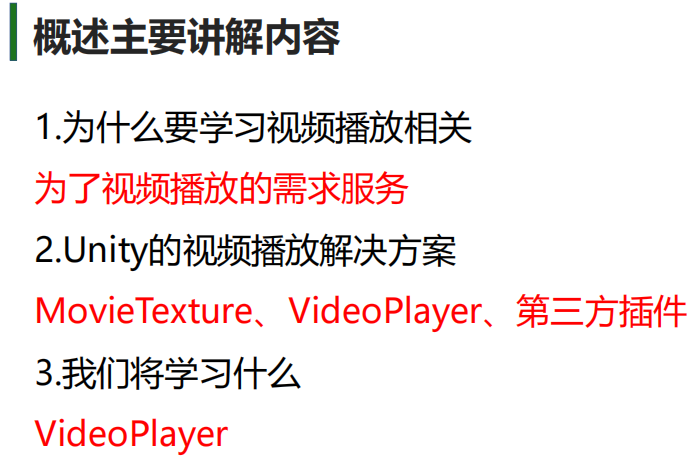 概述主要讲解内容
1.为什么要学习视频播放相关
为了视频播放的需求服务
2.Unity的视频播放解决方案
MovieTexture、VideoPlayer、第三方插件
3.我们将学习什么
VideoPlayer